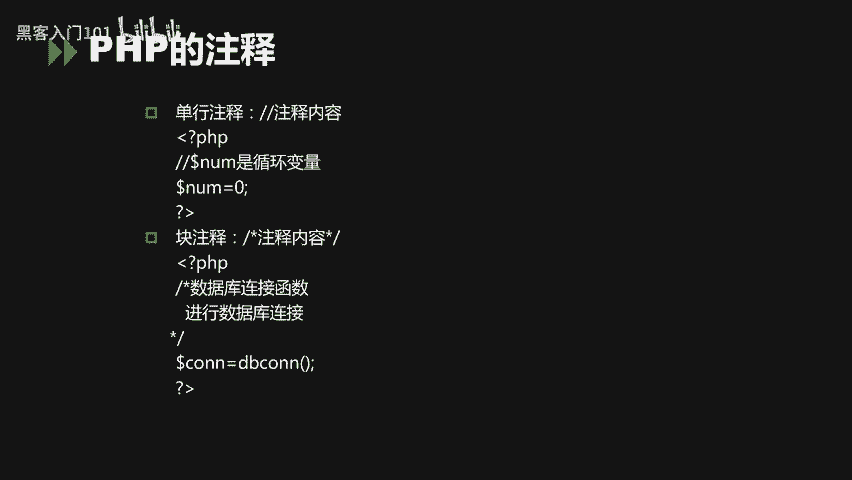 黑客入门101 bilibili
PHP的注释
单行注释：//注释内容
<?php
//$num是循环变量
$num=0;
?>
块注释：/*注释内容*/
<?php
/*数据库连接函数
进行数据库连接
*/
$conn=dbconn();
?>